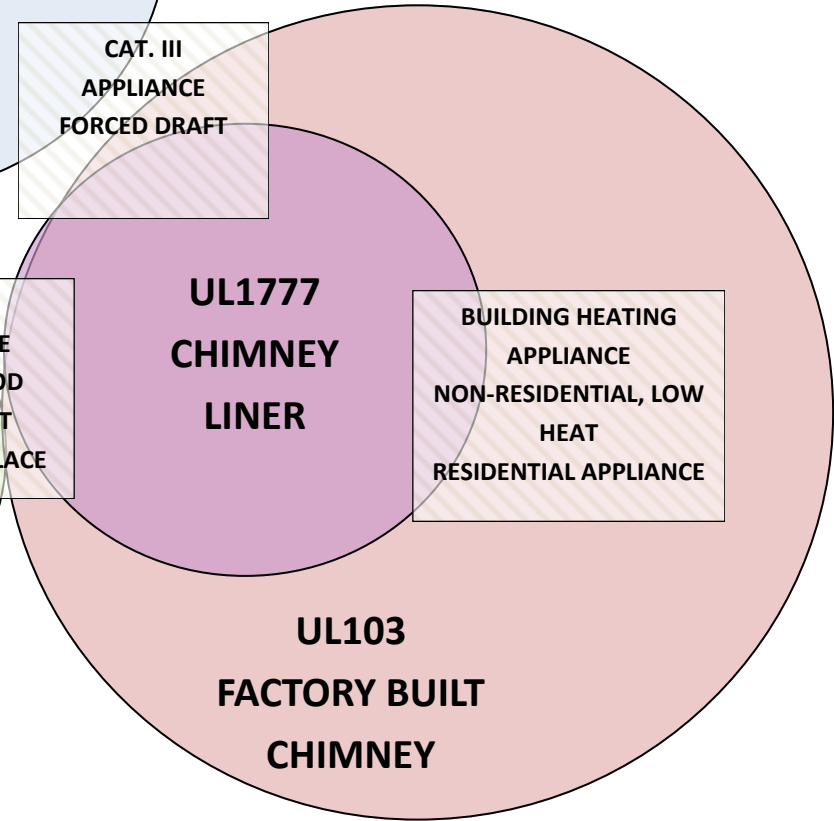 CAT. III
APPLIANCE
FORCED DRAFT
UL1777
CHIMNEY
LINER
BUILDING HEATING
APPLIANCE
NON-RESIDENTIAL, LOW
HEAT
RESIDENTIAL APPLIANCE
UL103
FACTORY BUILT
CHIMNEY